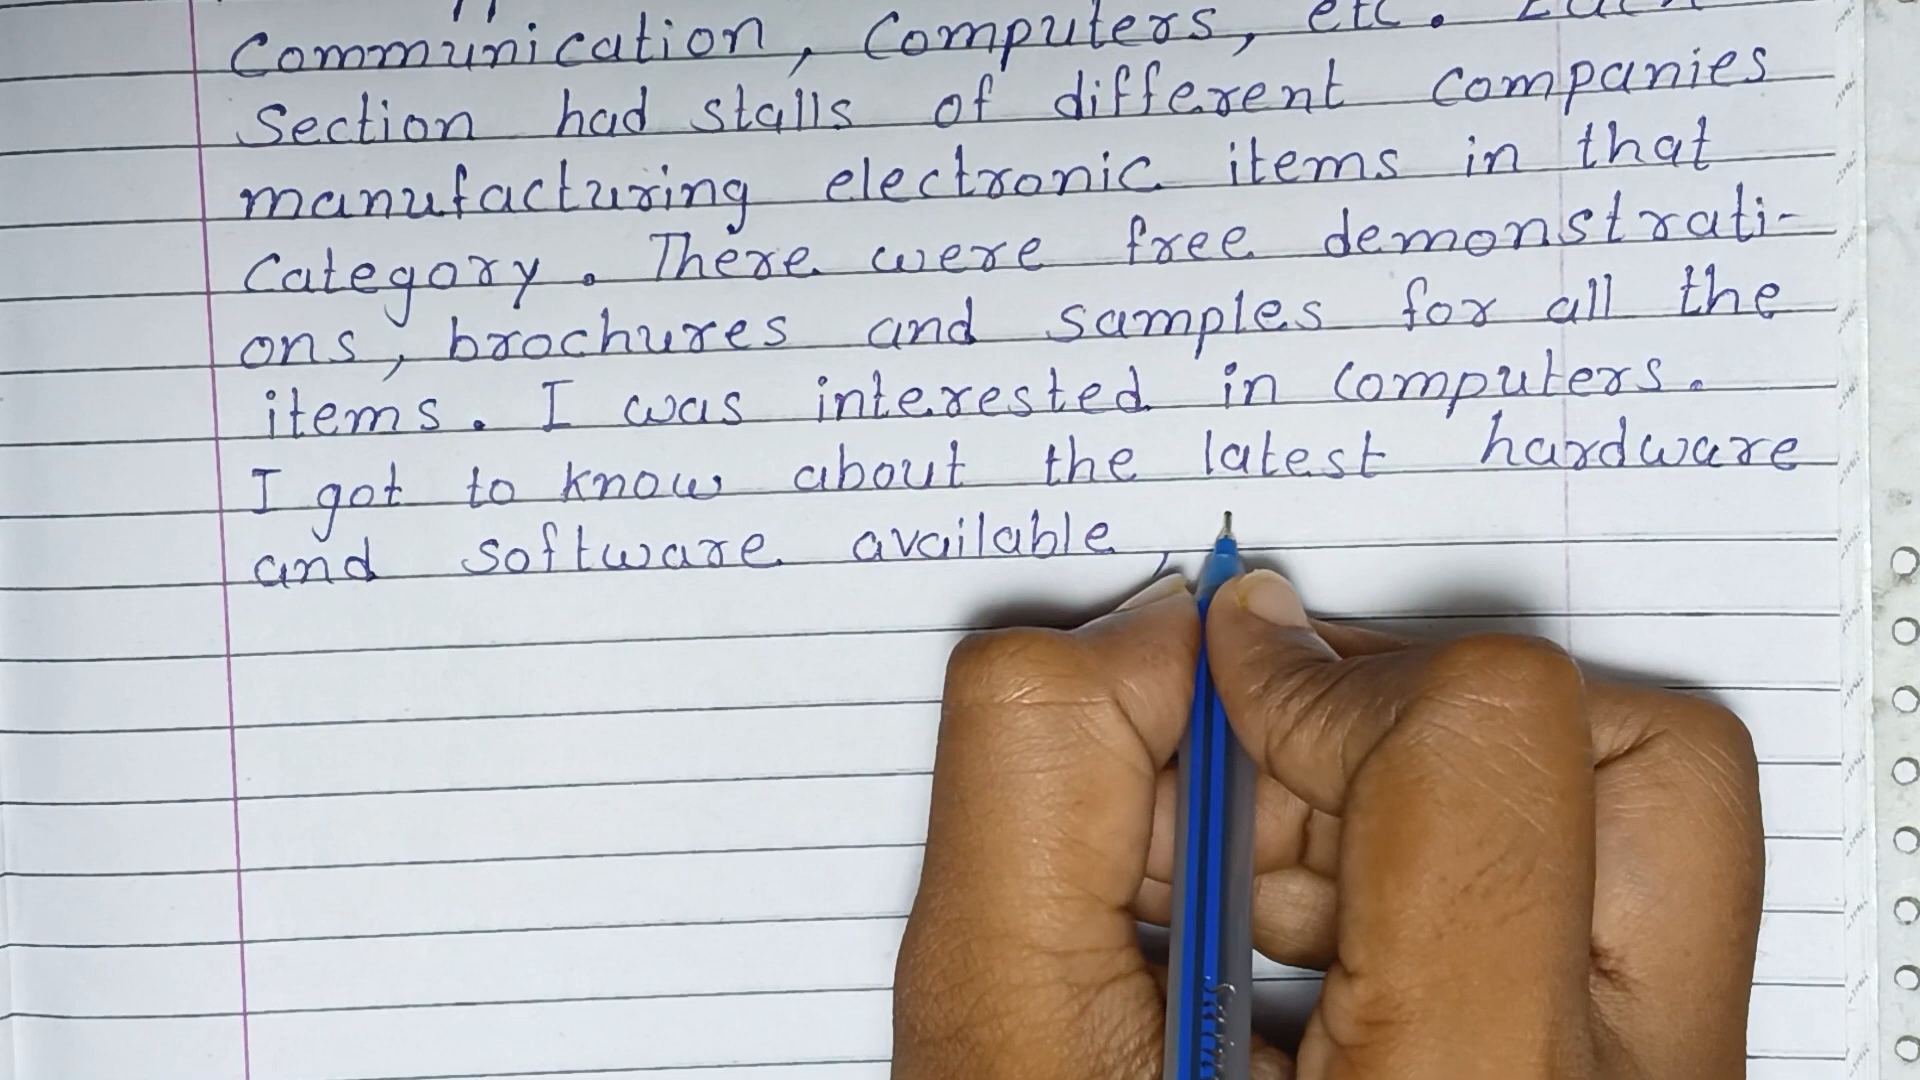 Communication, Computers, etc. Each
Section had stalls of different companies
manufacturing electronic items in that
Category. There were free demonstrati-
ons, brochures and samples for all the
items. I was interested in computers.
I got to know about the latest hardware
and software available,